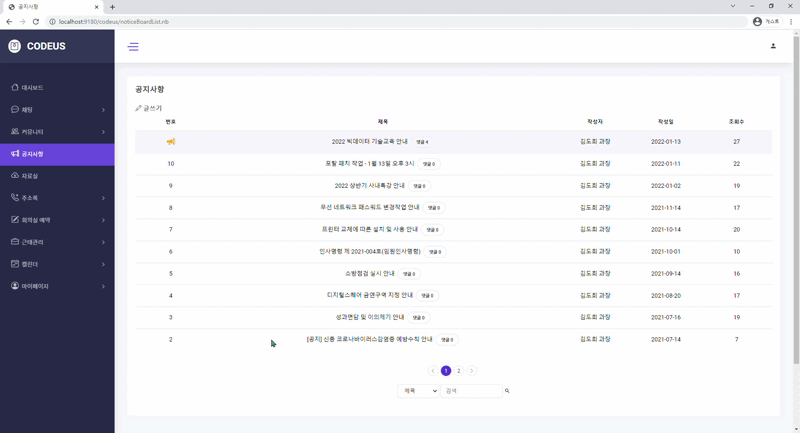 공지사항
localhost:9180/codeus/noticeBoardList.nb
게스트
CODEUS
대시보드
채팅
커뮤니티
공지사항
자료실
주소록
회의실 예약
근태관리
캘린더
마이페이지
공지사항
글쓰기
번호 제목 작성자 작성일 조회수
2022 빅데이터 기술교육 안내 댓글 4 김도희 과장 2022-01-13 27
10 포탈 패치 작업 - 1월 13일 오후 3시 댓글 0 김도희 과장 2022-01-11 22
9 2022 상반기 사내특강 안내 댓글 0 김도희 과장 2022-01-02 19
8 무선 네트워크 패스워드 변경작업 안내 댓글 0 김도희 과장 2021-11-14 17
7 프린터 교체에 따른 설치 및 사용 안내 댓글 0 김도희 과장 2021-10-14 20
6 인사명령 제 2021-004호(임원인사명령) 댓글 0 김도희 과장 2021-10-01 10
5 소방점검 실시 안내 댓글 0 김도희 과장 2021-09-14 16
4 디지털스퀘어 금연구역 지정 안내 댓글 0 김도희 과장 2021-08-20 17
3 성과면담 및 이의제기 안내 댓글 0 김도희 과장 2021-07-16 19
2 [공지] 신종 코로나바이러스감염증 예방수칙 안내 댓글 0 김도희 과장 2021-07-14 7
1 2
제목 검색